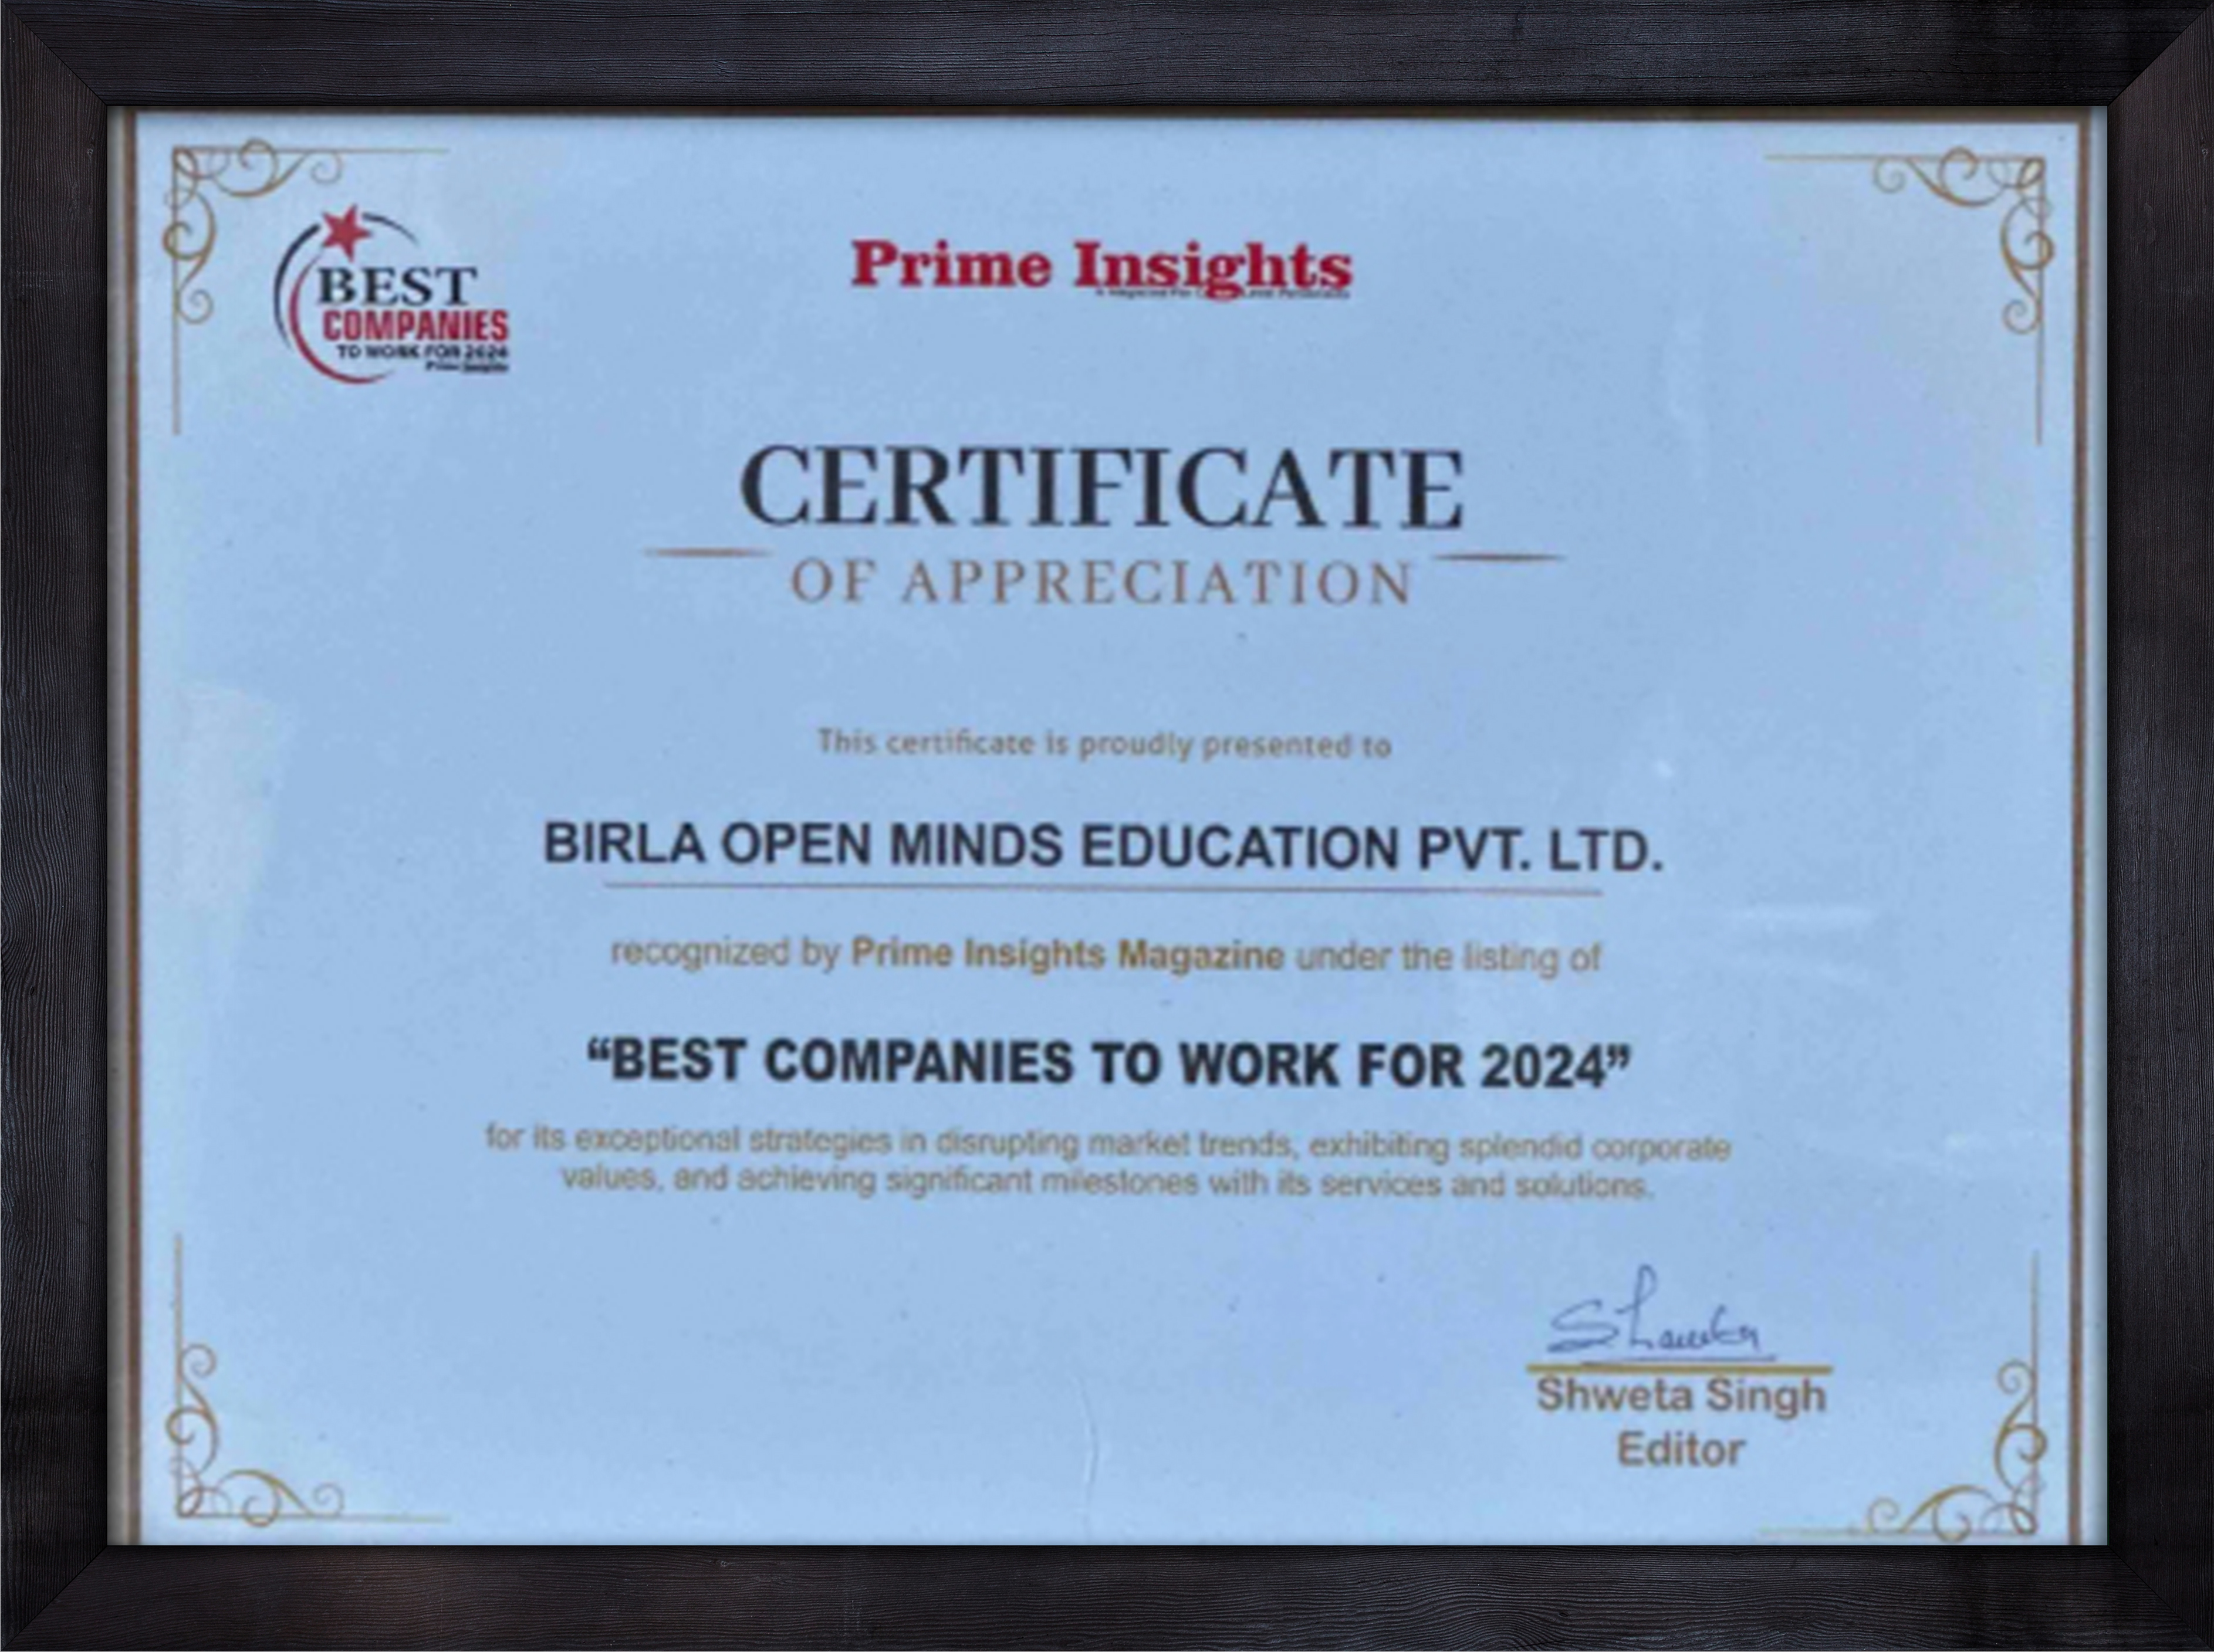 BEST
COMPANIES
TO WORK FOR 2024
Prime Insights
Prime Insights
CERTIFICATE
OF APPRECIATION
This certificate is proudly presented to
BIRLA OPEN MINDS EDUCATION PVT. LTD.
recognized by Prime Insights Magazine under the listing of
“BEST COMPANIES TO WORK FOR 2024”
for its exceptional strategies in disrupting market trends, exhibiting splendid corporate
values, and achieving significant milestones with its services and solutions.
Shweta Singh
Editor